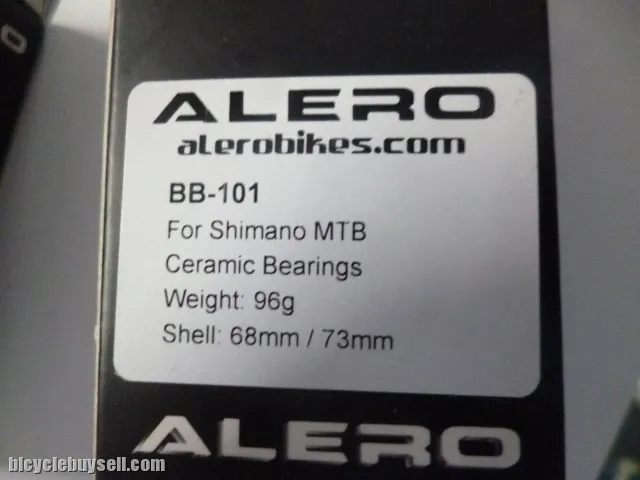 ALERO
alerobikes.com
BB-101
For Shimano MTB
Ceramic Bearings
Weight: 96g
Shell: 68mm / 73mm
ALERO
bicyclebuysell.com